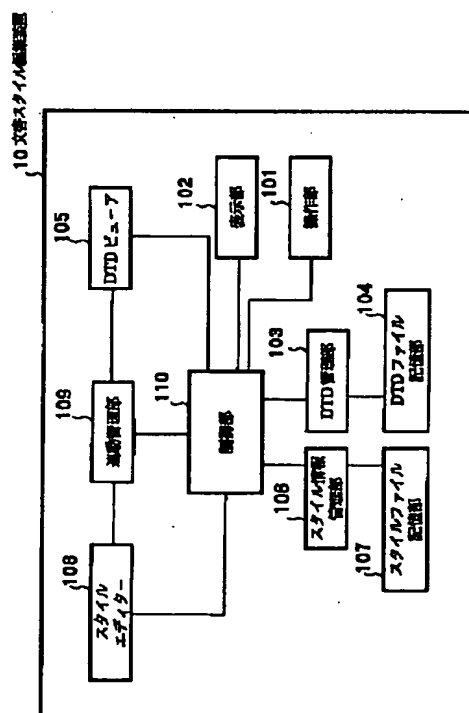 10 文書スタイル編集装置
105
DTDビューア
109
連動管理部
108
スタイル
エディター
102
表示部
101
操作部
110
制御部
103
DTD管理部
104
DTDファイル
記憶部
106
スタイル情報
管理部
107
スタイルファイル
記憶部